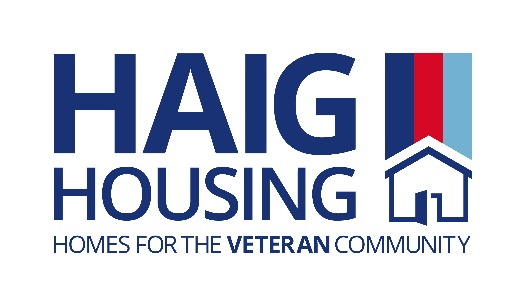 HAIG
HOUSING
HOMES FOR THE VETERAN COMMUNITY